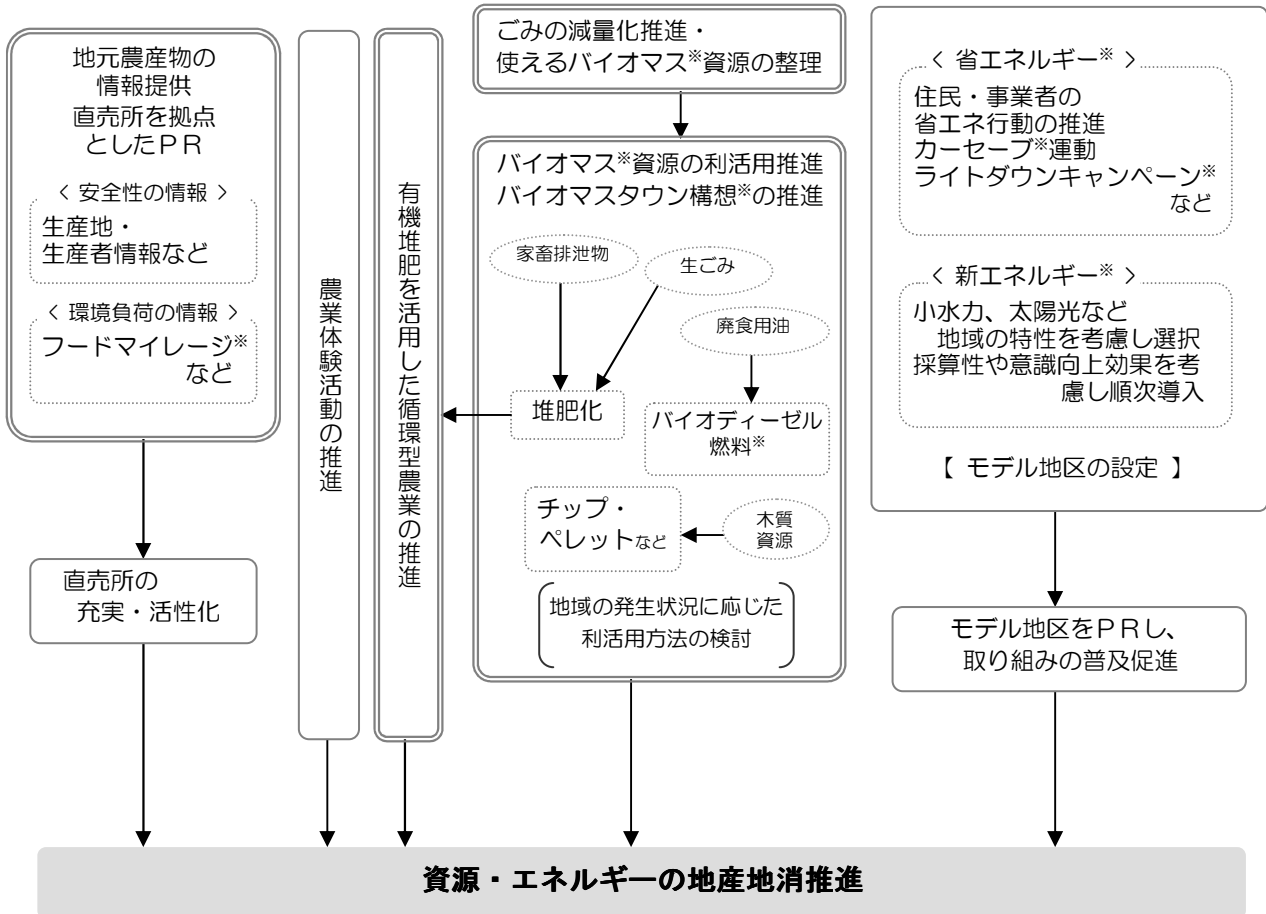 地元農産物の
情報提供
直売所を拠点
としたPR
< 安全性の情報 >
生産地・
生産者情報など
< 環境負荷の情報 >
フードマイレージ※
など
直売所の
充実・活性化
農業体験活動の推進
有機堆肥を活用した循環型農業の推進
ごみの減量化推進・
使えるバイオマス※資源の整理
バイオマス※資源の利活用推進
バイオマスタウン構想※の推進
家畜排泄物
生ごみ
廃食用油
堆肥化
バイオディーゼル
燃料※
チップ・
ペレットなど
木質
資源
地域の発生状況に応じた
利活用方法の検討
< 省エネルギー※ >
住民・事業者の
省エネ行動の推進
カーセーブ※運動
ライトダウンキャンペーン※
など
< 新エネルギー※ >
小水力、太陽光など
地域の特性を考慮し選択
採算性や意識向上効果を考
慮し順次導入
【 モデル地区の設定 】
モデル地区をPRし、
取り組みの普及促進
資源・エネルギーの地産地消推進